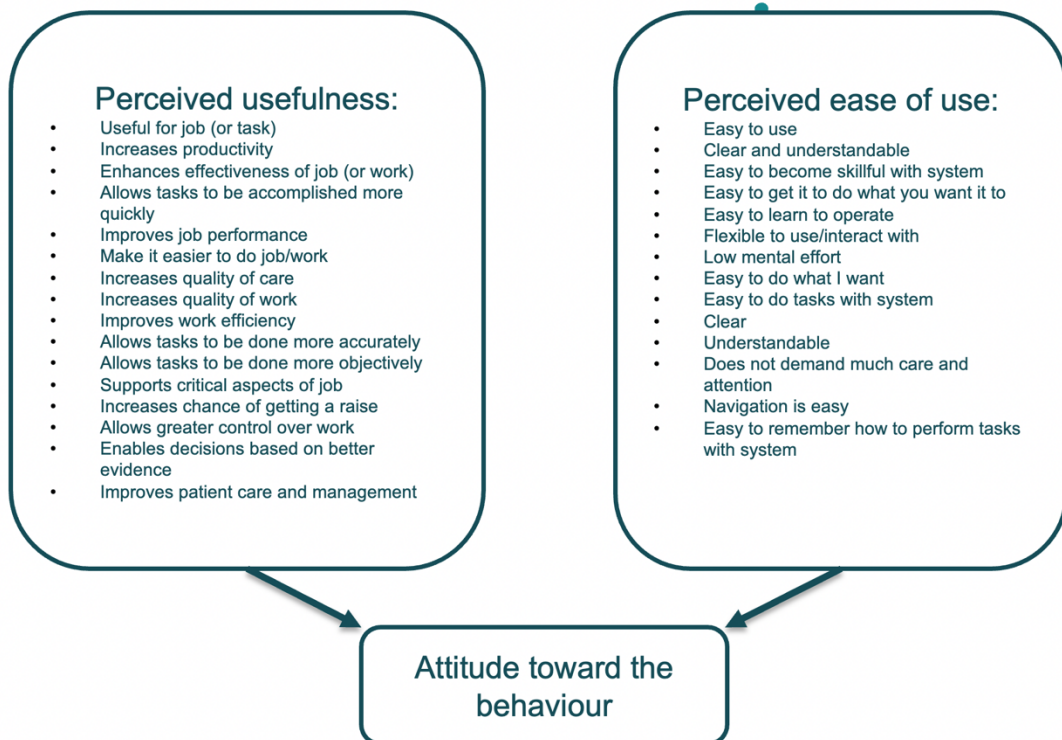 Perceived usefulness:
• Useful for job (or task)
• Increases productivity
• Enhances effectiveness of job (or work)
• Allows tasks to be accomplished more
quickly
• Improves job performance
• Make it easier to do job/work
• Increases quality of care
• Increases quality of work
• Improves work efficiency
• Allows tasks to be done more accurately
• Allows tasks to be done more objectively
• Supports critical aspects of job
• Increases chance of getting a raise
• Allows greater control over work
• Enables decisions based on better
evidence
• Improves patient care and management
Perceived ease of use:
• Easy to use
• Clear and understandable
• Easy to become skillful with system
• Easy to get it to do what you want it to
• Easy to learn to operate
• Flexible to use/interact with
• Low mental effort
• Easy to do what I want
• Easy to do tasks with system
• Clear
• Understandable
• Does not demand much care and
attention
• Navigation is easy
• Easy to remember how to perform tasks
with system
Attitude toward the
behaviour